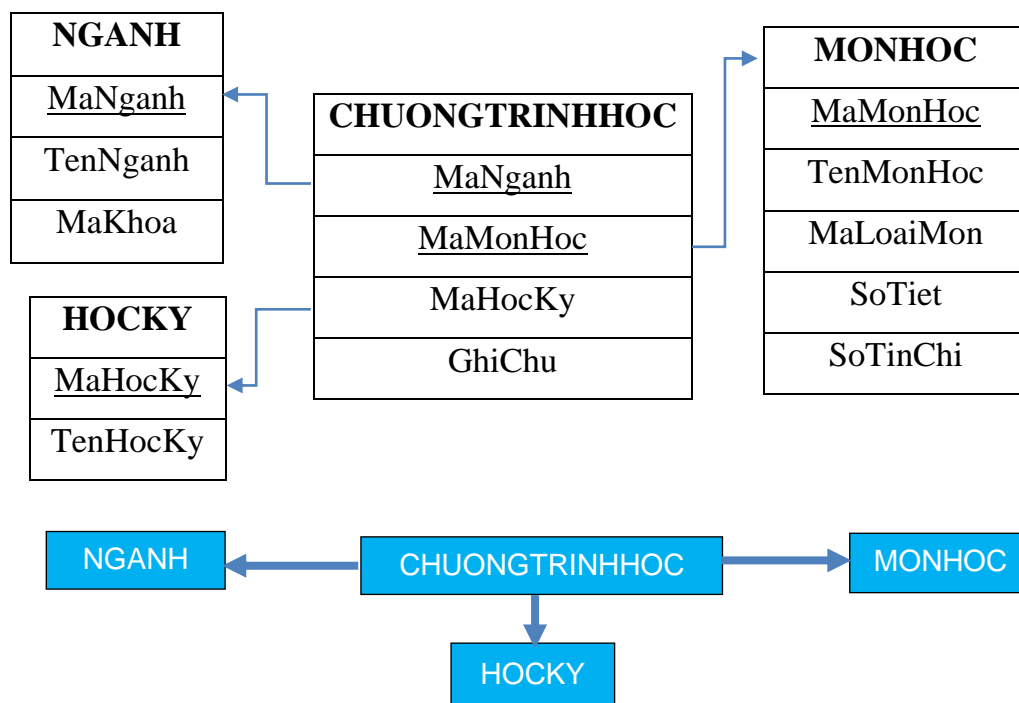 NGANH
MaNganh
TenNganh
MaKhoa
HOCKY
MaHocKy
TenHocKy
CHUONGTRINHHOC
MaNganh
MaMonHoc
MaHocKy
GhiChu
MONHOC
MaMonHoc
TenMonHoc
MaLoaiMon
SoTiet
SoTinChi
NGANH
CHUONGTRINHHOC
MONHOC
HOCKY